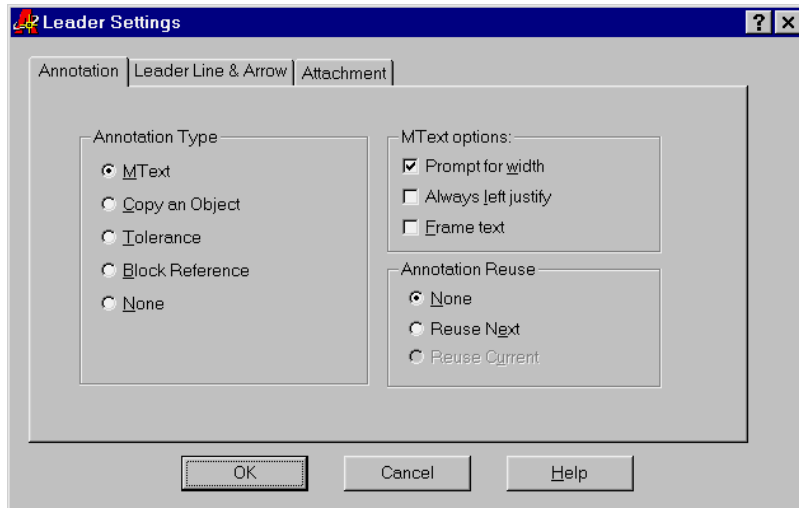 Leader Settings
Annotation
Leader Line & Arrow
Attachment
Annotation Type
MText
Copy an Object
Tolerance
Block Reference
None
MText options:
Prompt for width
Always left justify
Frame text
Annotation Reuse
None
Reuse Next
Reuse Current
OK
Cancel
Help